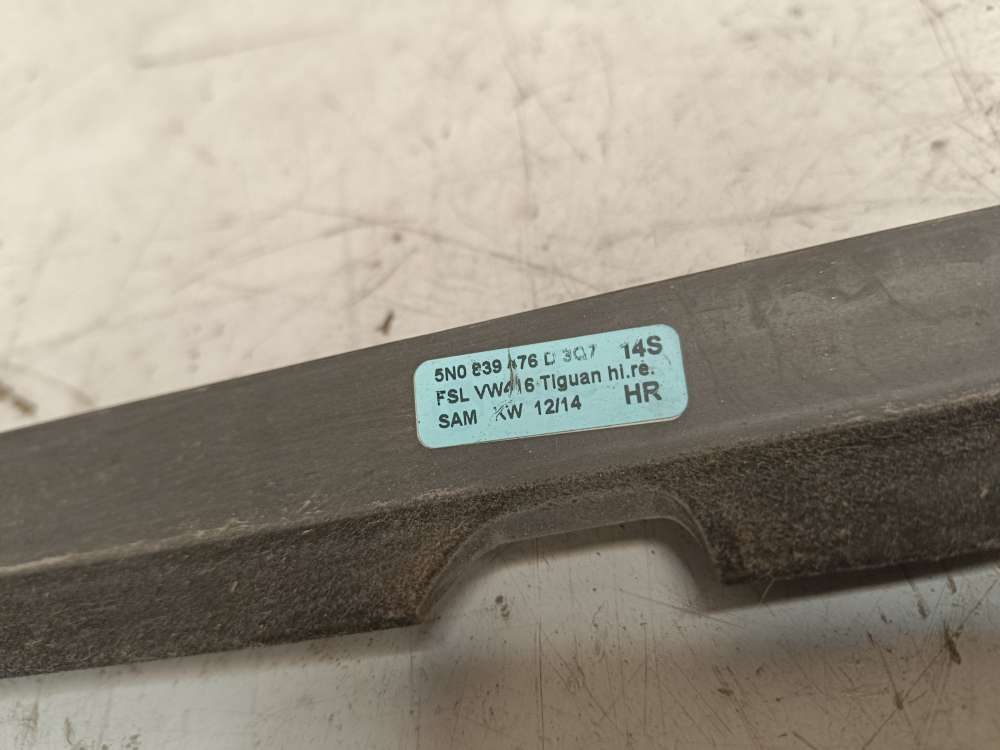 5N0 839 476 D 3Q7 14S
FSL VW416 Tiguan hi.re.
SAM KW 12/14 HR